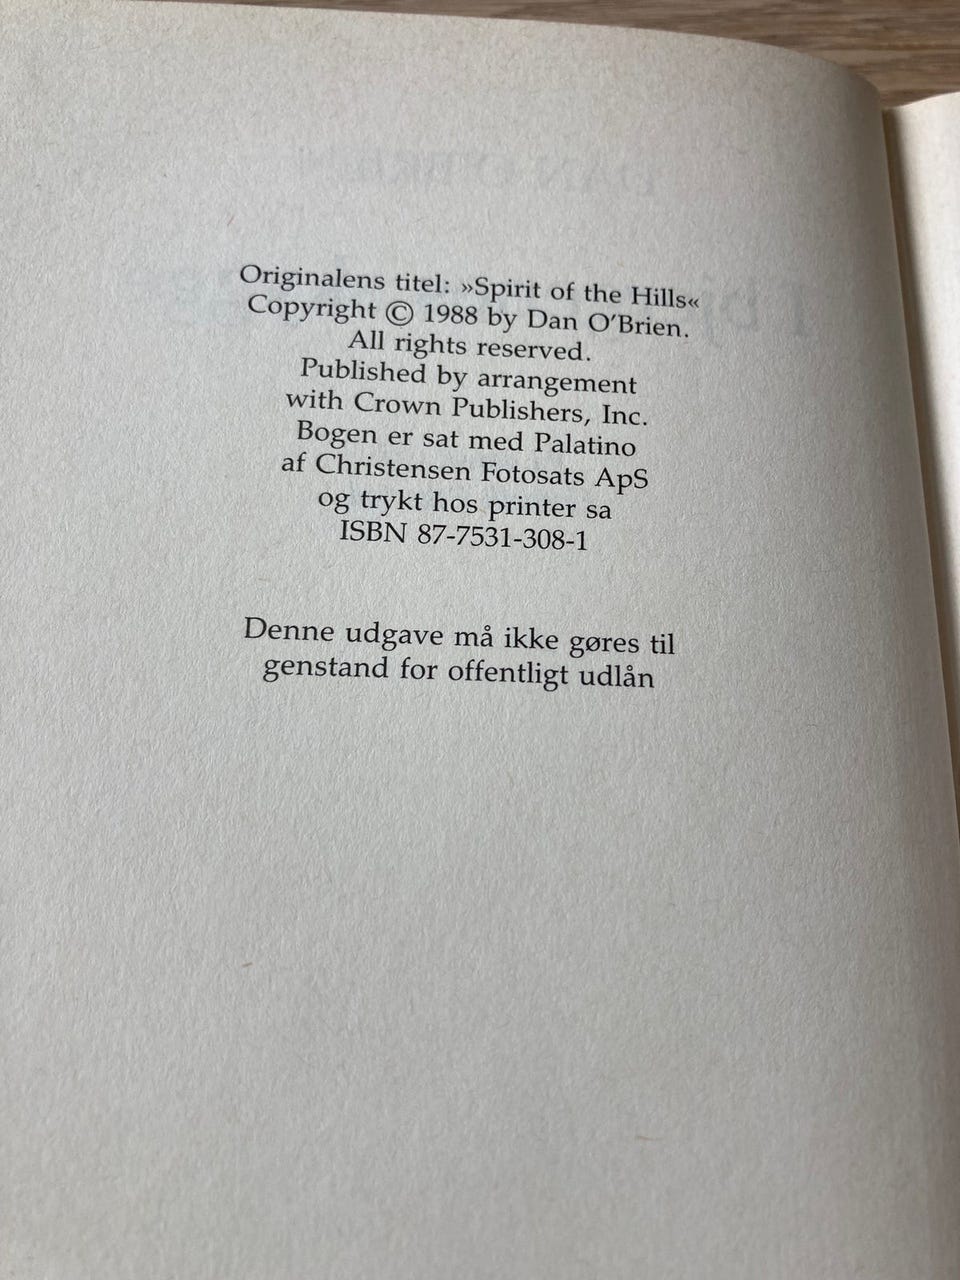 Originalens titel: »Spirit of the Hills«
Copyright © 1988 by Dan O'Brien.
All rights reserved.
Published by arrangement
with Crown Publishers, Inc.
Bogen er sat med Palatino
af Christensen Fotosats ApS
og trykt hos printer sa
ISBN 87-7531-308-1
Denne udgave må ikke gøres til
genstand for offentligt udlån